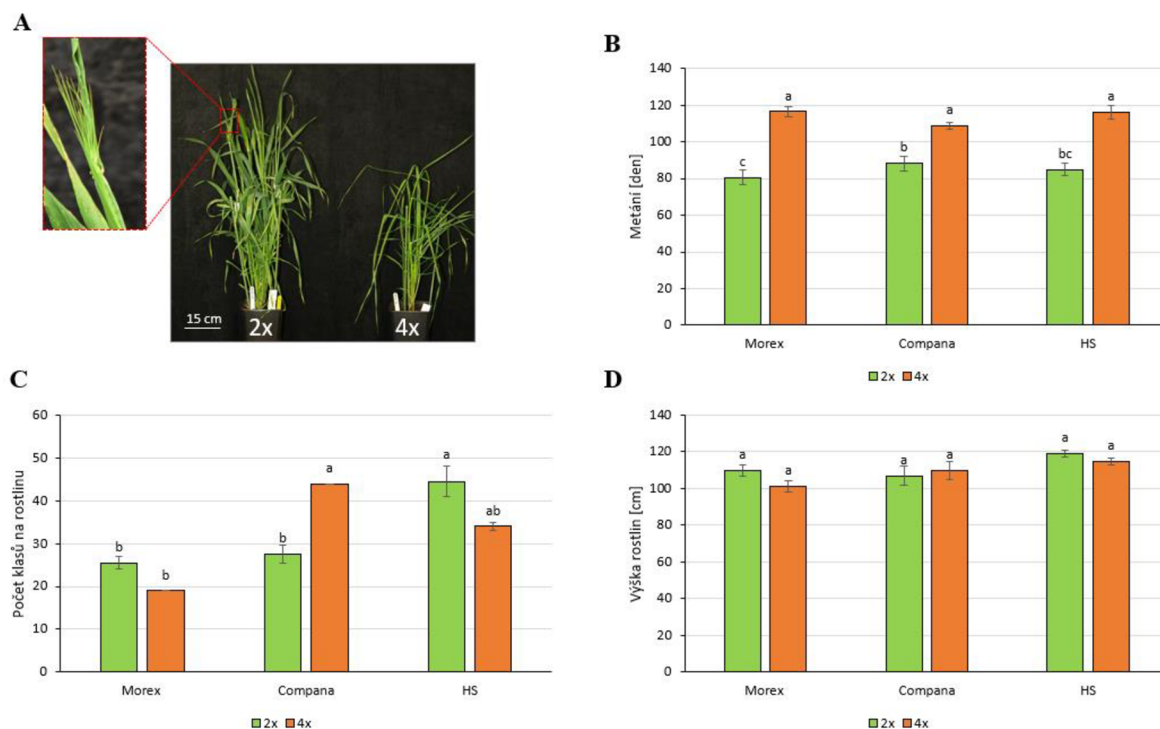 A
15 cm
2x
4x
B
Metání [den]
140
120
100
80
60
40
20
0
c
a
b
a
bc
a
Morex
Compana
HS
2x
4x
C
Počet klasů na rostlinu
60
50
40
30
20
10
0
b
b
b
a
a
ab
Morex
Compana
HS
2x
4x
D
Výška rostlin [cm]
140
120
100
80
60
40
20
0
a
a
a
a
a
a
Morex
Compana
HS
2x
4x